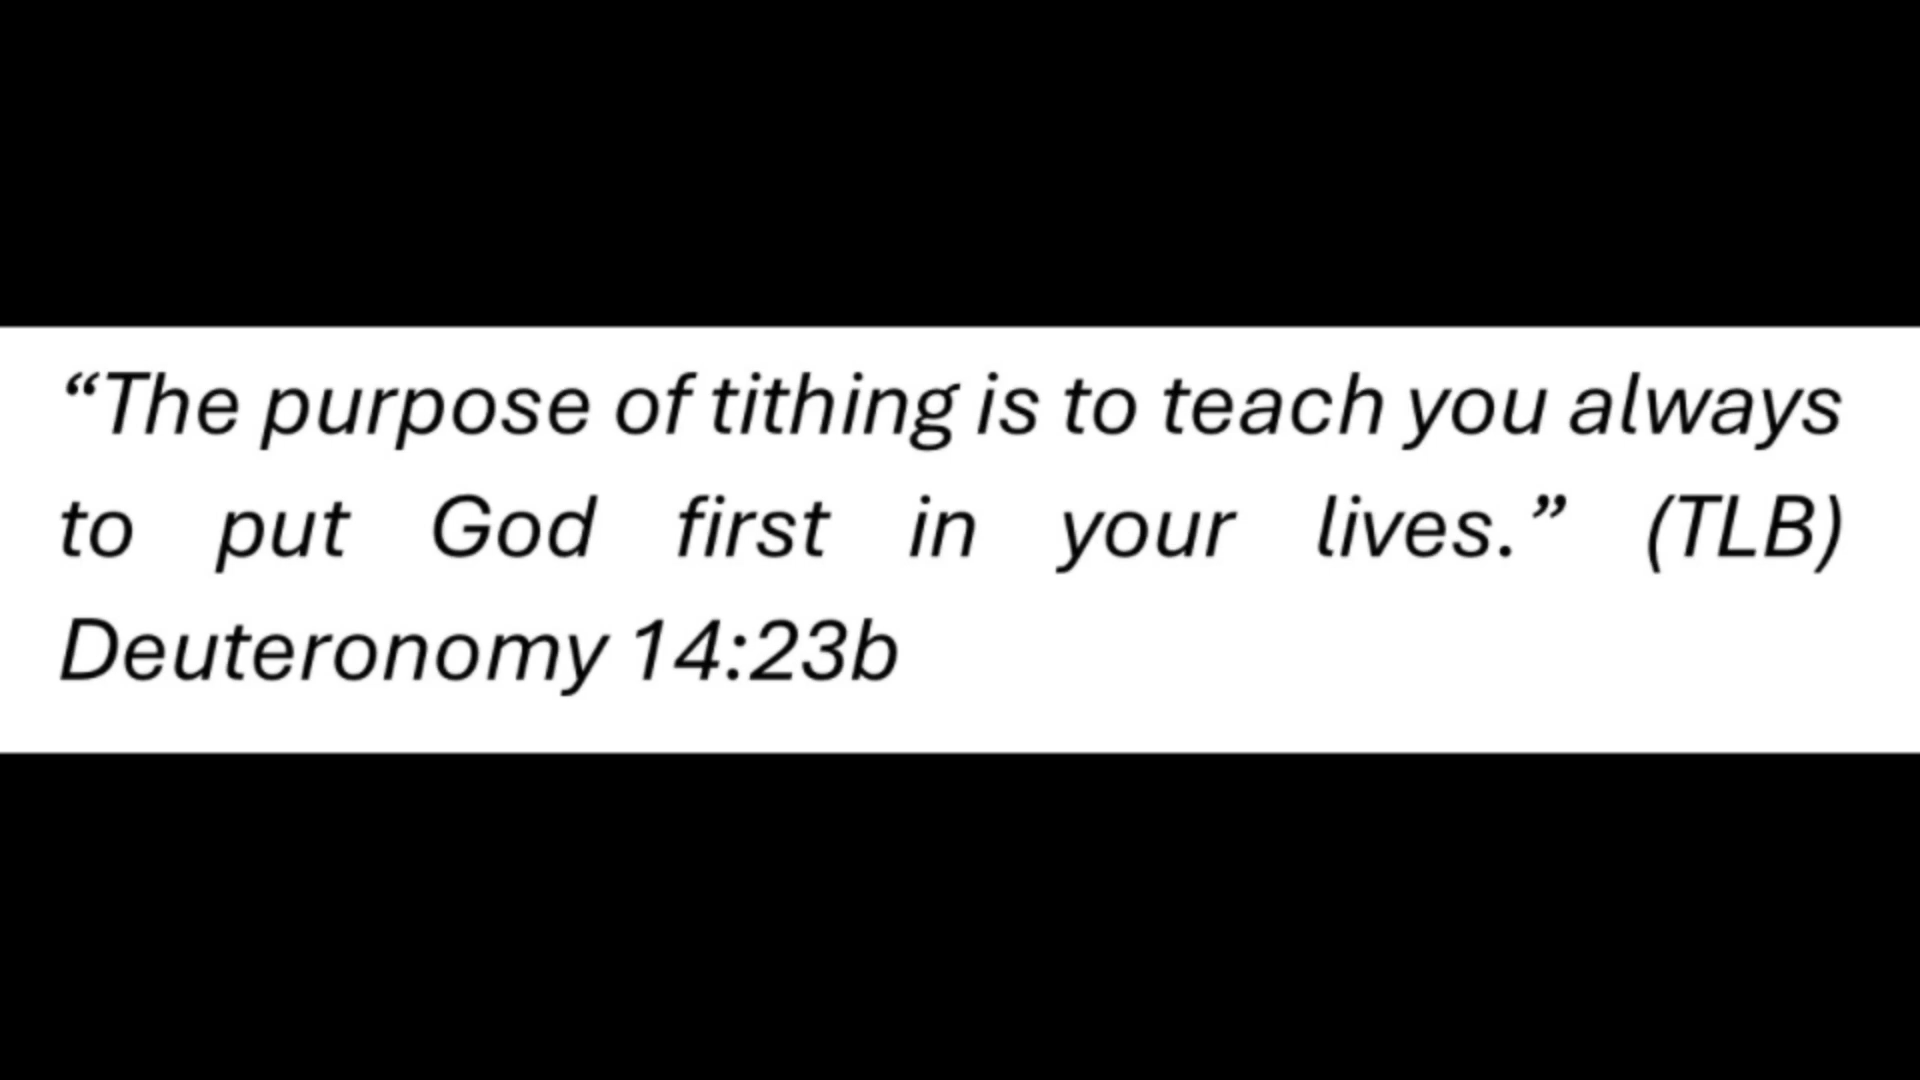 “The purpose of tithing is to teach you always
to put God first in your lives.” (TLB)
Deuteronomy 14:23b